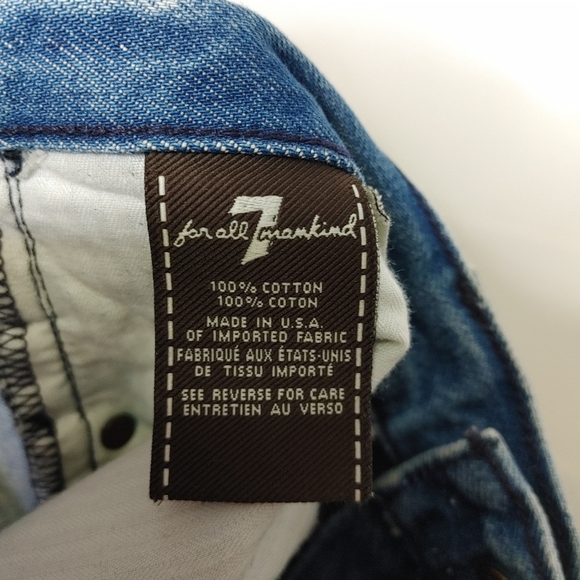 7
for all mankind
100% COTTON
100% COTON
MADE IN U.S.A.
OF IMPORTED FABRIC
FABRIQUÉ AUX ÉTATS-UNIS
DE TISSU IMPORTÉ
SEE REVERSE FOR CARE
ENTRETIEN AU VERSO